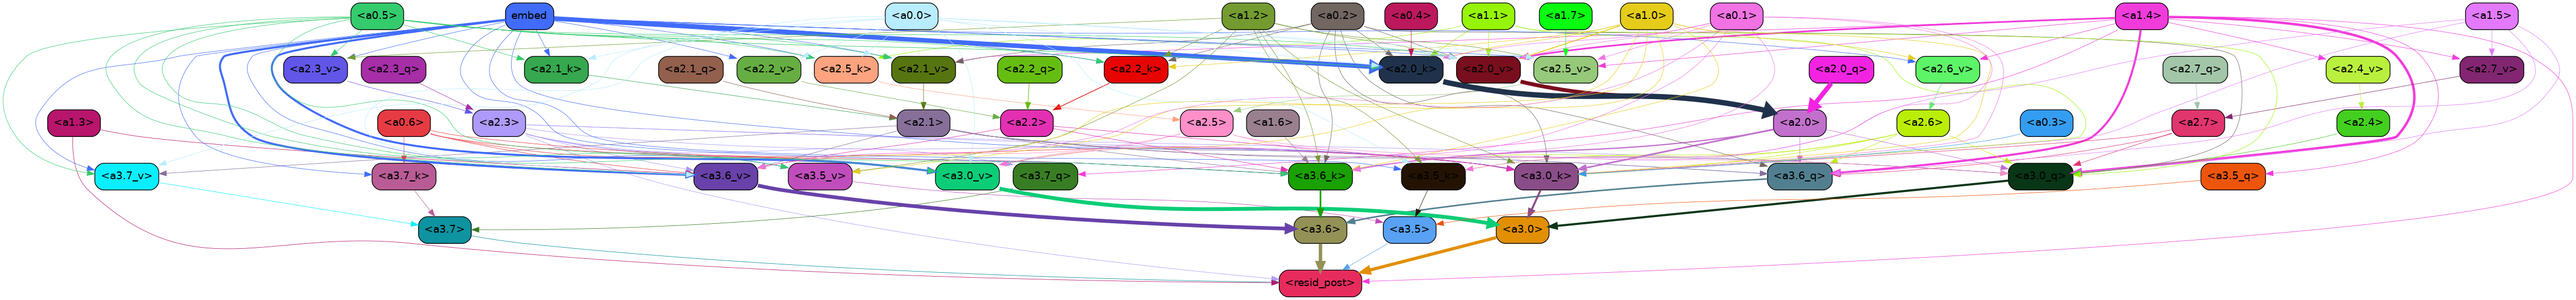 <a0.5> embed <a0.0> <a1.2> <a0.2> <a0.4> <a1.1> <a1.7> <a1.0> <a0.1> <a1.4> <a1.5>
<a2.3_v> <a2.3_q> <a2.1_k> <a2.1_q> <a2.2_v> <a2.5_k> <a2.1_v> <a2.2_q> <a2.2_k> <a2.0_k> <a2.0_v> <a2.5_v> <a2.0_q> <a2.6_v> <a2.7_q> <a2.4_v> <a2.7_v>
<a1.3> <a0.6> <a2.3> <a2.1> <a2.2> <a2.5> <a1.6> <a2.0> <a2.6> <a0.3> <a2.7> <a2.4>
<a3.7_v> <a3.7_k> <a3.6_v> <a3.5_v> <a3.0_v> <a3.7_q> <a3.6_k> <a3.5_k> <a3.0_k> <a3.6_q> <a3.0_q> <a3.5_q>
<a3.7> <a3.6> <a3.5> <a3.0>
<resid_post>